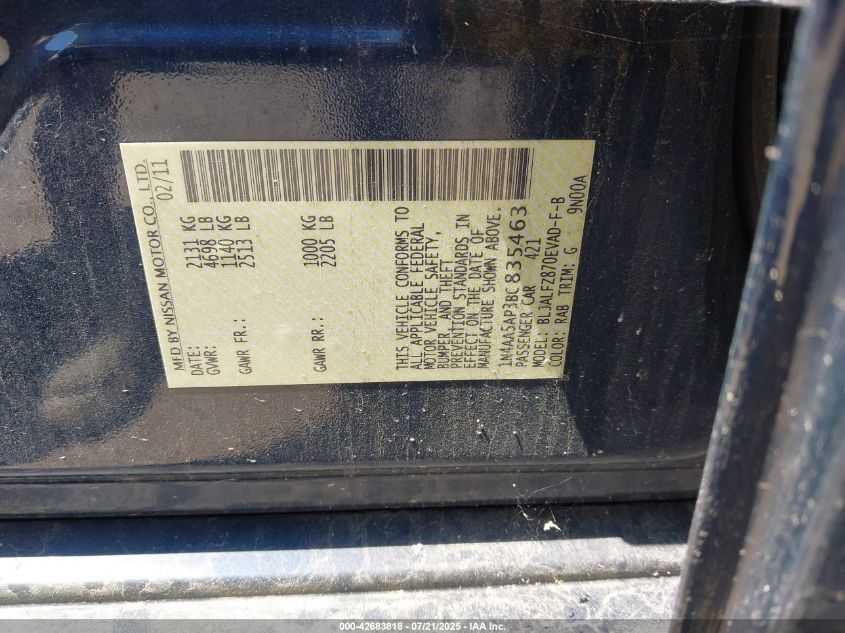 MFD BY NISSAN MOTOR CO., LTD.
DATE: 02/11
GVWR: 2131 KG
4698 LB
GAWR FR.: 1140 KG
2513 LB
GAWR RR.: 1000 KG
2205 LB
THIS VEHICLE CONFORMS TO
ALL APPLICABLE FEDERAL
MOTOR VEHICLE SAFETY,
BUMPER, AND THEFT
PREVENTION STANDARDS IN
EFFECT ON THE DATE OF
MANUFACTURE SHOWN ABOVE.
1N4AA5AP3BC835463
PASSENGER CAR 421
MODEL: BLJALFZ870EVAD-F-B
COLOR: RAB TRIM: G 9N00A
000-42683818 - 07/21/2025 - IAA Inc.